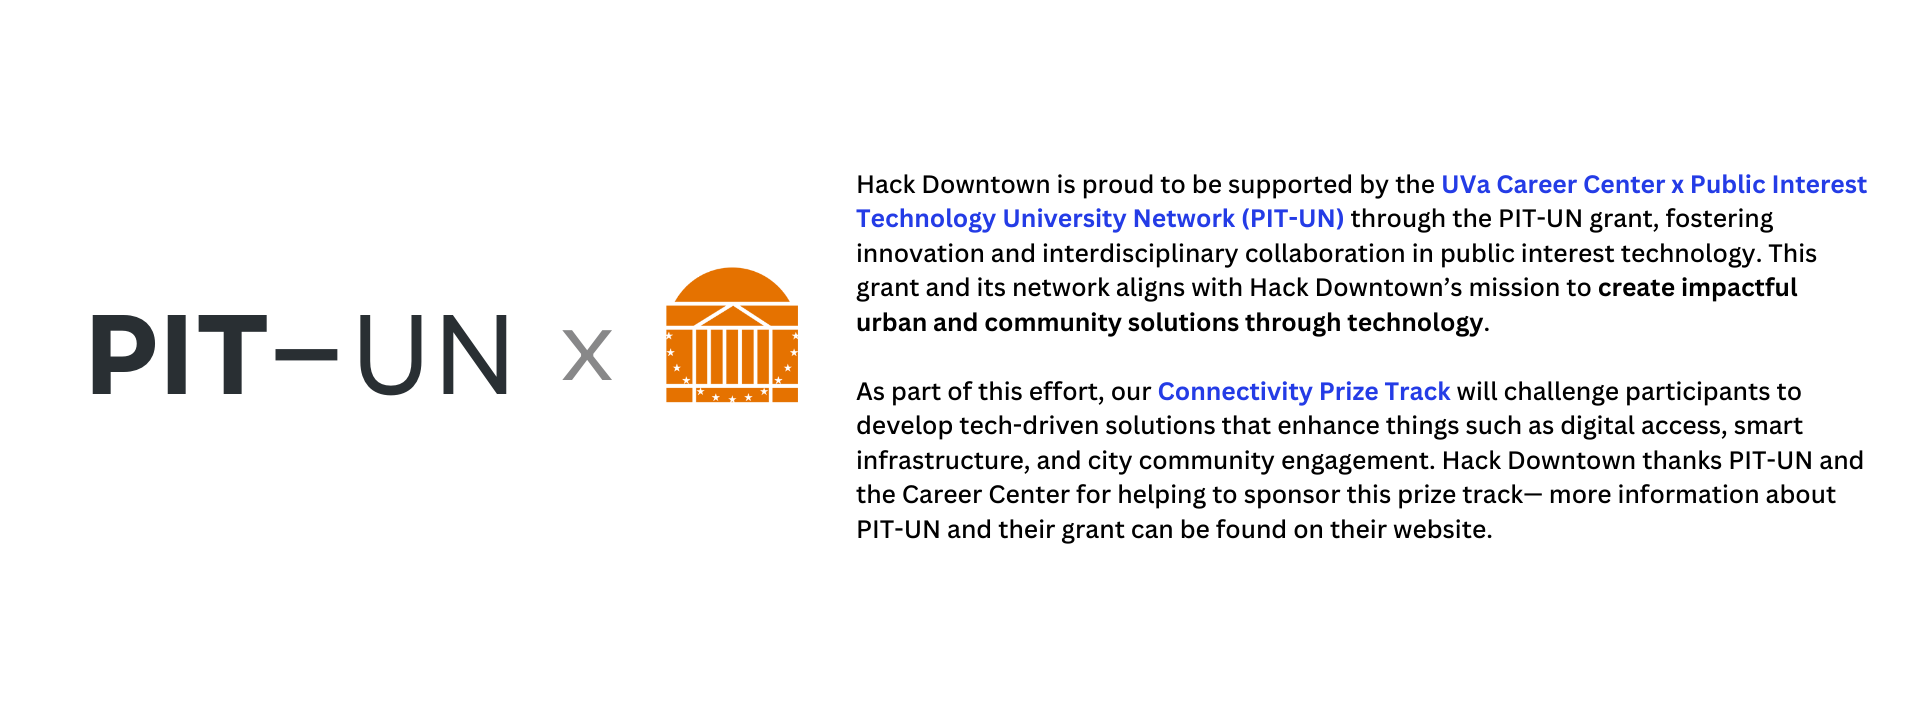 PIT—UN x
Hack Downtown is proud to be supported by the UVa Career Center x Public Interest
Technology University Network (PIT-UN) through the PIT-UN grant, fostering
innovation and interdisciplinary collaboration in public interest technology. This
grant and its network aligns with Hack Downtown’s mission to create impactful
urban and community solutions through technology.
As part of this effort, our Connectivity Prize Track will challenge participants to
develop tech-driven solutions that enhance things such as digital access, smart
infrastructure, and city community engagement. Hack Downtown thanks PIT-UN and
the Career Center for helping to sponsor this prize track— more information about
PIT-UN and their grant can be found on their website.